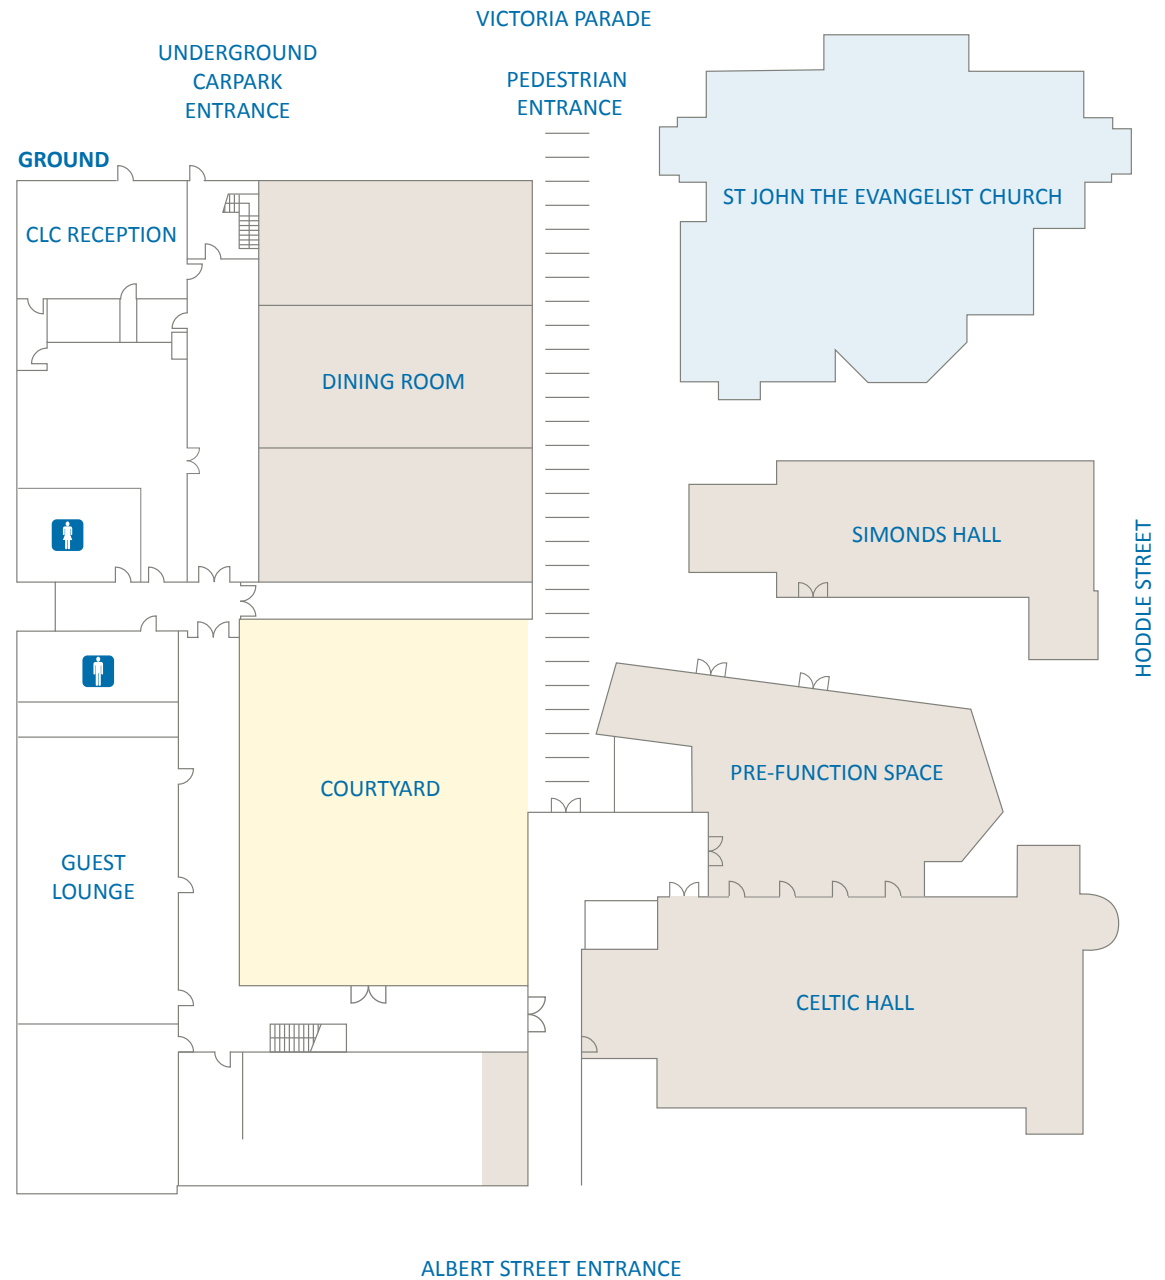 VICTORIA PARADE
UNDERGROUND
CARPARK
ENTRANCE
PEDESTRIAN
ENTRANCE
GROUND
ST JOHN THE EVANGELIST CHURCH
CLC RECEPTION
DINING ROOM
SIMONDS HALL
HODDLE STREET
PRE-FUNCTION SPACE
COURTYARD
GUEST
LOUNGE
CELTIC HALL
ALBERT STREET ENTRANCE